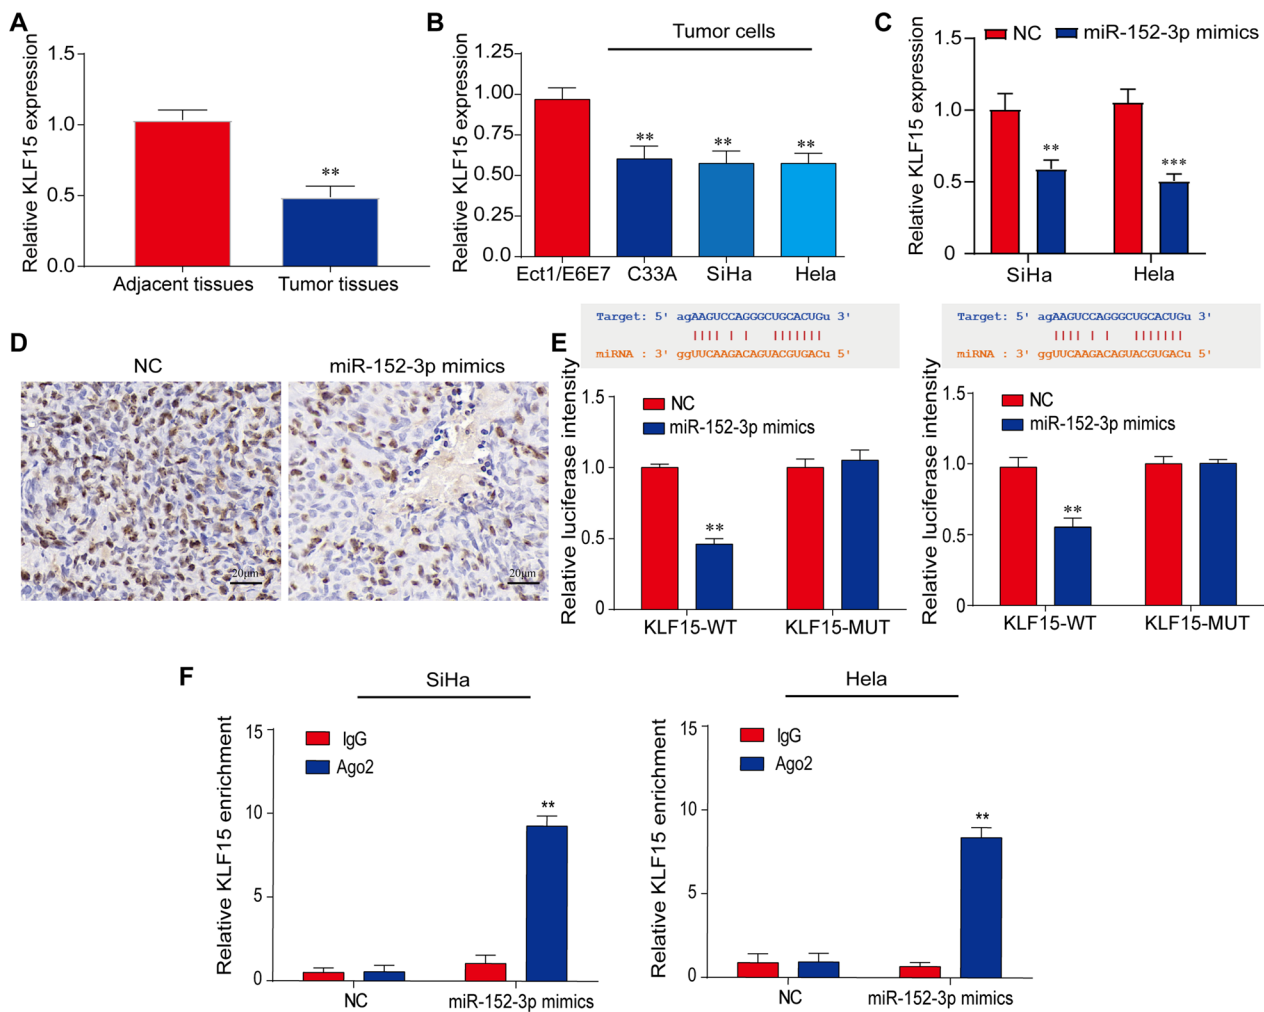 A
Relative KLF15 expression
1.5
1.0
0.5
0.0
**
Adjacent tissues
Tumor tissues
B
Tumor cells
Relative KLF15 expression
1.25
1.00
0.75
0.50
0.25
0.0
**
**
**
Ect1/E6E7
C33A
SiHa
Hela
C
NC
miR-152-3p mimics
Relative KLF15 expression
1.5
1.0
0.5
0
**
***
SiHa
Hela
D
NC
miR-152-3p mimics
20μm
20μm
E
Target: 5' agAAGUCCAGGGCUGCACUGu 3'
miRNA : 3' ggUUCAAGACAGUACGUGACu 5'
Relative luciferase intensity
1.5
1.0
0.5
0
NC
miR-152-3p mimics
**
KLF15-WT
KLF15-MUT
Target: 5' agAAGUCCAGGGCUGCACUGu 3'
miRNA : 3' ggUUCAAGACAGUACGUGACu 5'
Relative luciferase intensity
1.5
1.0
0.5
0
NC
miR-152-3p mimics
**
KLF15-WT
KLF15-MUT
F
SiHa
Relative KLF15 enrichment
15
10
5
0
IgG
Ago2
**
NC
miR-152-3p mimics
Hela
Relative KLF15 enrichment
15
10
5
0
IgG
Ago2
**
NC
miR-152-3p mimics